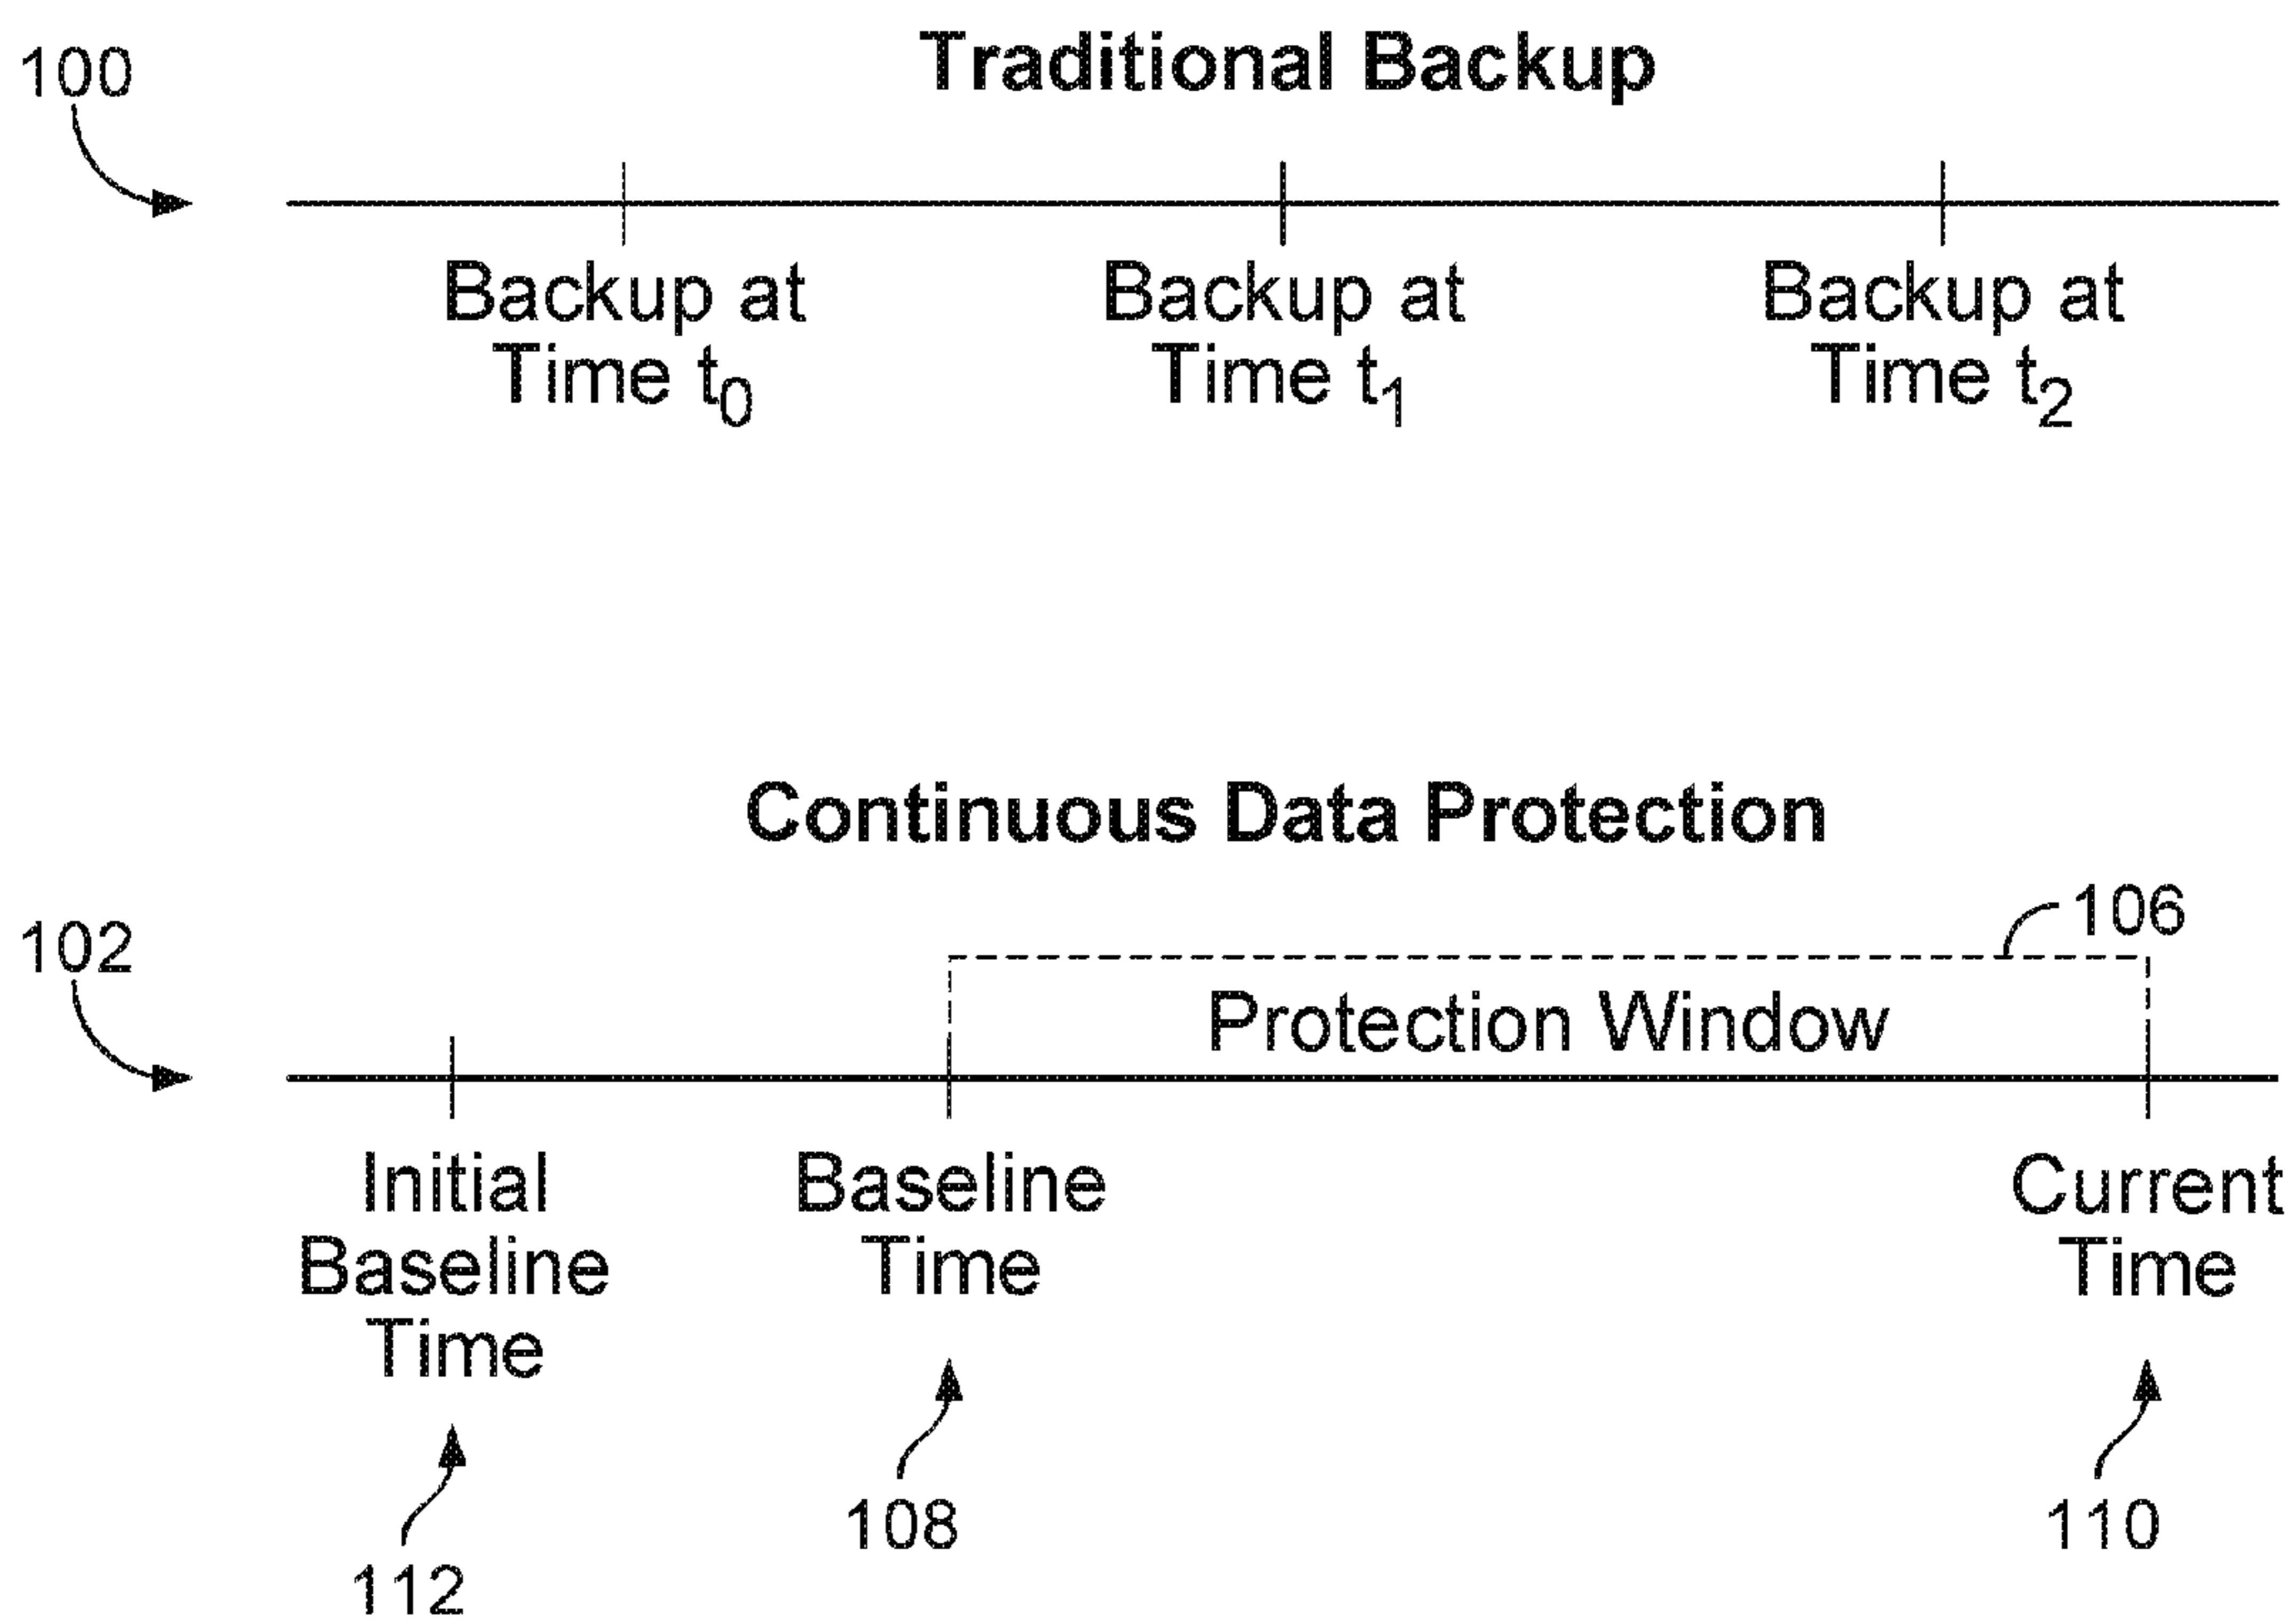 Traditional Backup
100
Backup at Backup at Backup at
Time t₀ Time t₁ Time t₂
Continuous Data Protection
106
102
Protection Window
Initial Baseline Current
Baseline Time Time
Time
108 110
112